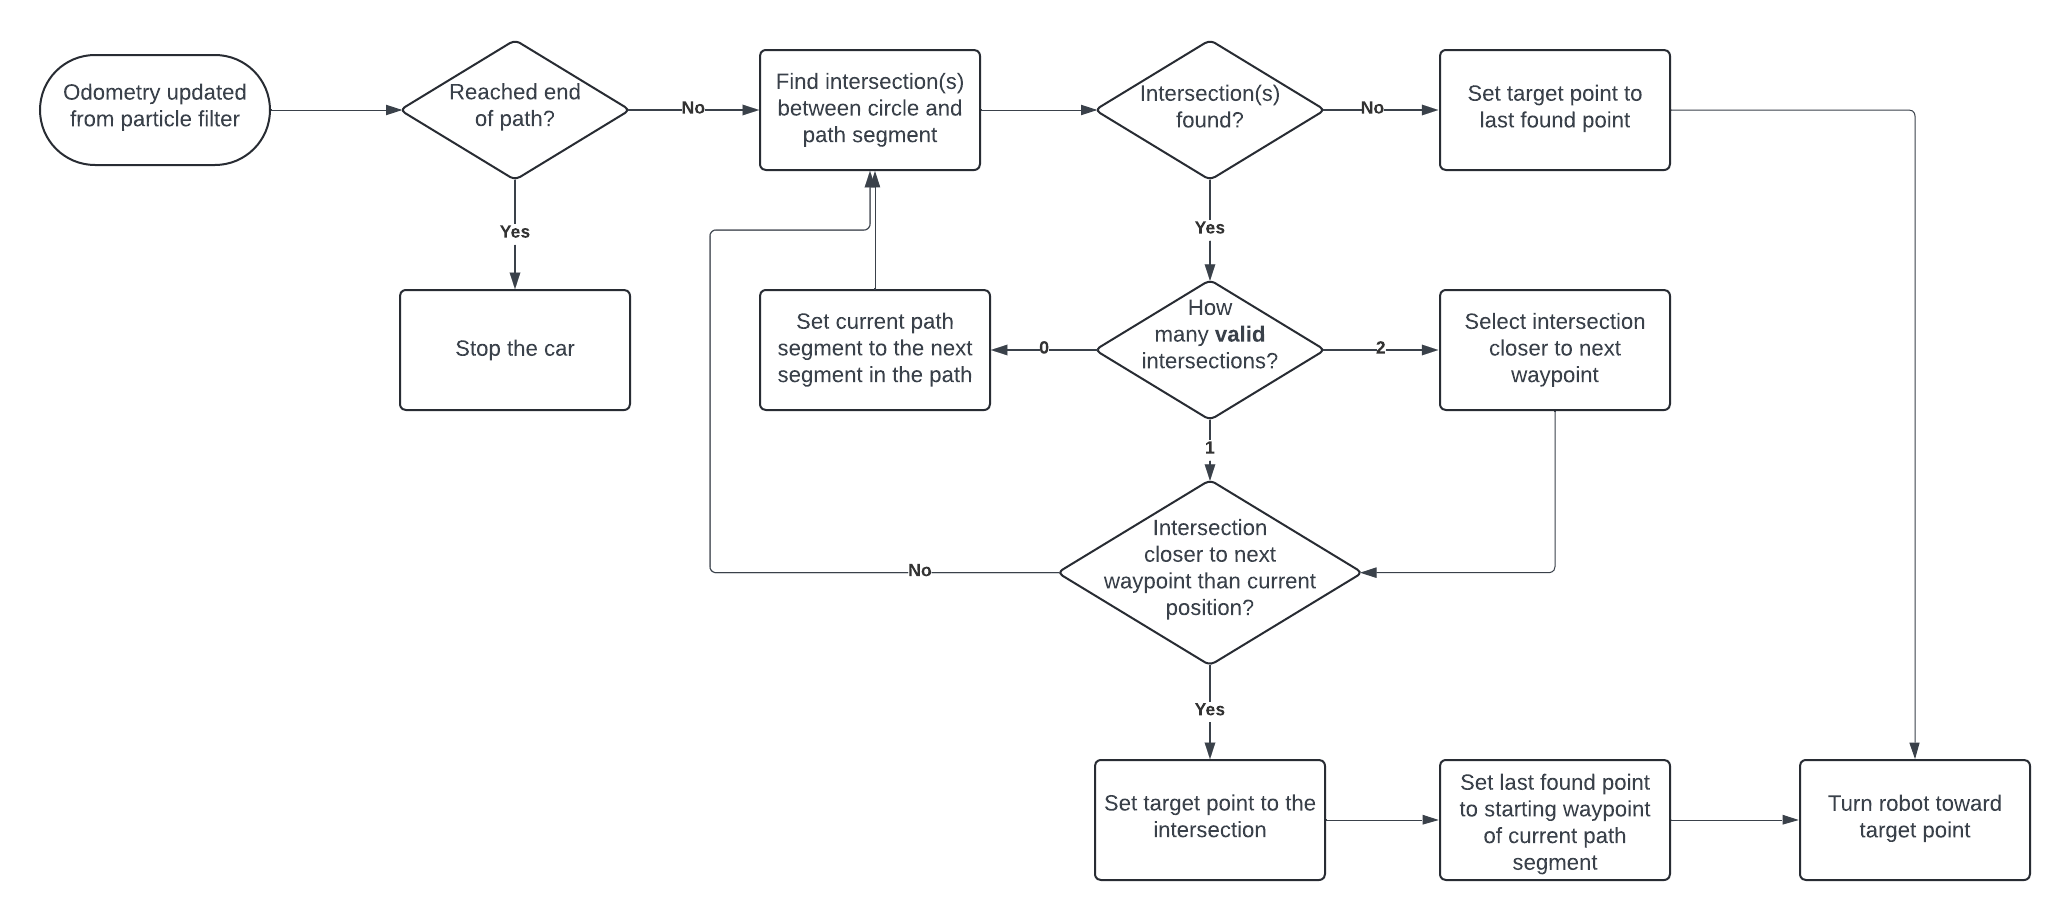 Odometry updated
from particle filter
Reached end
of path?
No
Find intersection(s)
between circle and
path segment
Intersection(s)
found?
No
Set target point to
last found point
Yes
Yes
Stop the car
Set current path
segment to the next
segment in the path
0
How
many valid
intersections?
2
Select intersection
closer to next
waypoint
1
Intersection
closer to next
waypoint than current
position?
No
Yes
Set target point to the
intersection
Set last found point
to starting waypoint
of current path
segment
Turn robot toward
target point